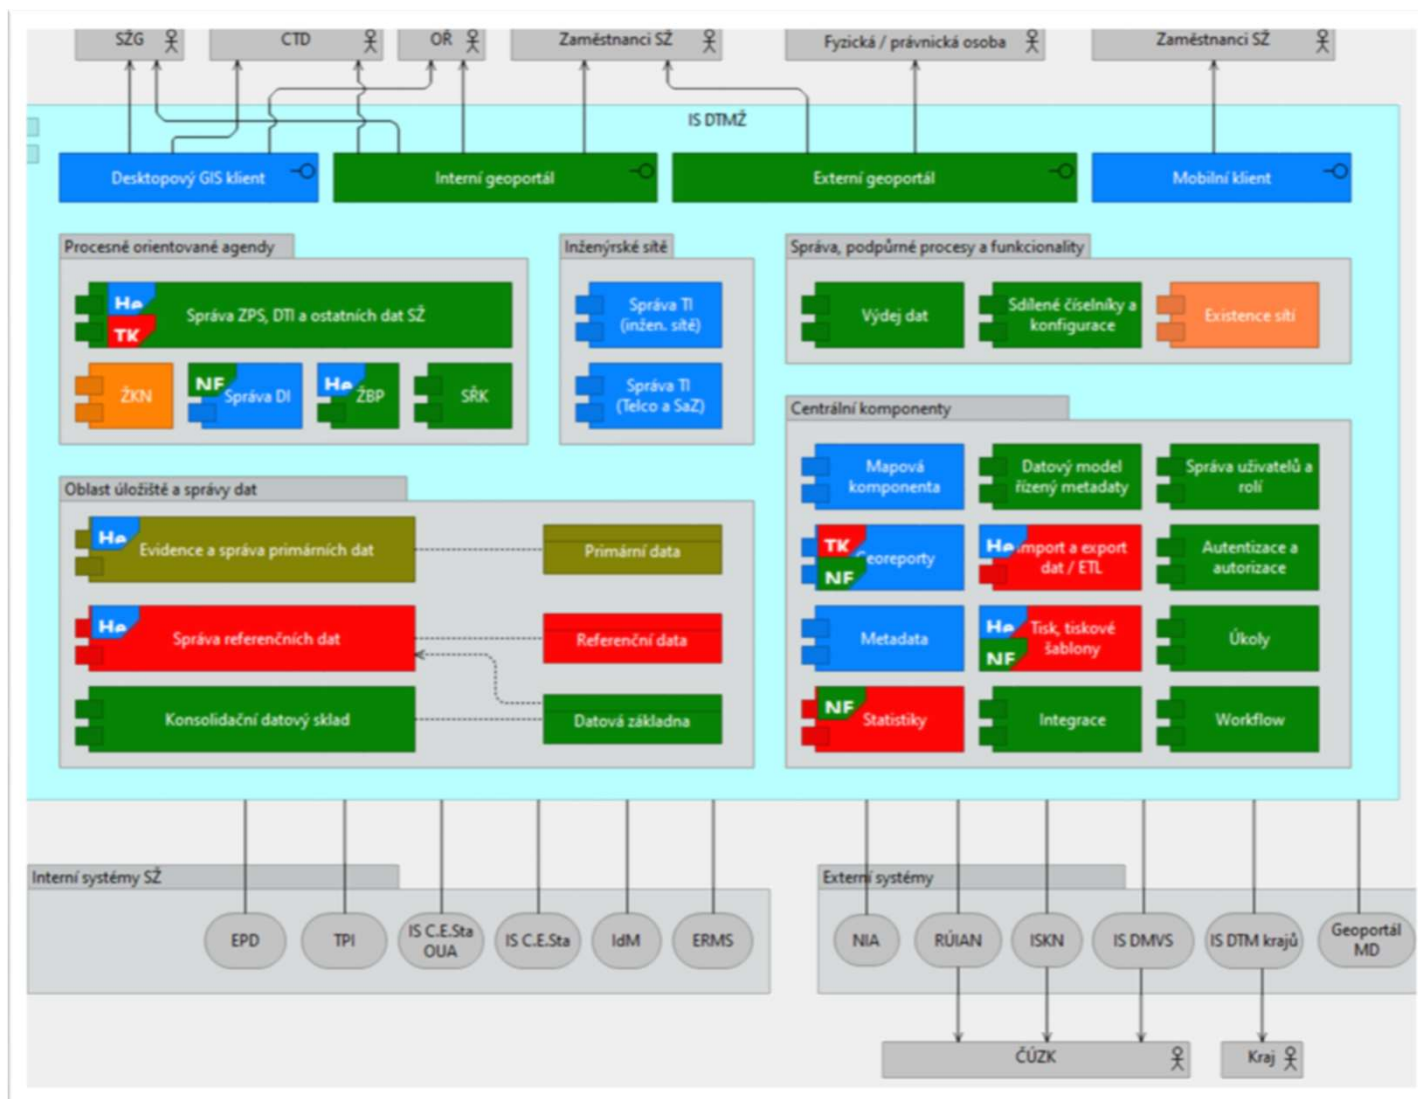 SŽG
CTD
OŘ
Zaměstnanci SŽ
Fyzická / právnická osoba
Zaměstnanci SŽ
IS DTMŽ
Desktopový GIS klient
Interní geoportál
Externí geoportál
Mobilní klient
Procesně orientované agendy
He
TK
Správa ZPS, DTI a ostatních dat SŽ
ŽKN
NF
Správa DI
He
ŽBP
SŘK
Inženýrské sítě
Správa TI
(inžen. sítě)
Správa TI
(Telco a SaZ)
Správa, podpůrné procesy a funkcionality
Výdej dat
Sdílené číselníky a
konfigurace
Existence sítí
Oblast úložiště a správy dat
He
Evidence a správa primárních dat
Primární data
He
Správa referenčních dat
Referenční data
Konsolidační datový sklad
Datová základna
Centrální komponenty
Mapová
komponenta
Datový model
řízený metadaty
Správa uživatelů a
rolí
TK
NF
Georeporty
He
Import a export
dat / ETL
Autentizace a
autorizace
Metadata
He
NF
Tisk, tiskové
šablony
Úkoly
NF
Statistiky
Integrace
Workflow
Interní systémy SŽ
EPD
TPI
IS C.E.Sta
OUA
IS C.E.Sta
IdM
ERMS
Externí systémy
NIA
RÚIAN
ISKN
IS DMVS
IS DTM krajů
Geoportál
MD
ČÚZK
Kraj